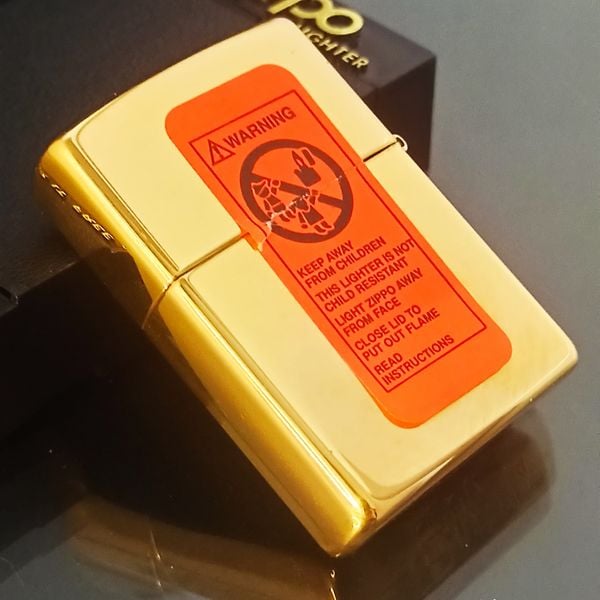 ppo
LIGHTER
WARNING
KEEP AWAY
FROM CHILDREN
THIS LIGHTER IS NOT
CHILD RESISTANT
LIGHT ZIPPO AWAY
FROM FACE
CLOSE LID TO
PUT OUT FLAME
READ
INSTRUCTIONS